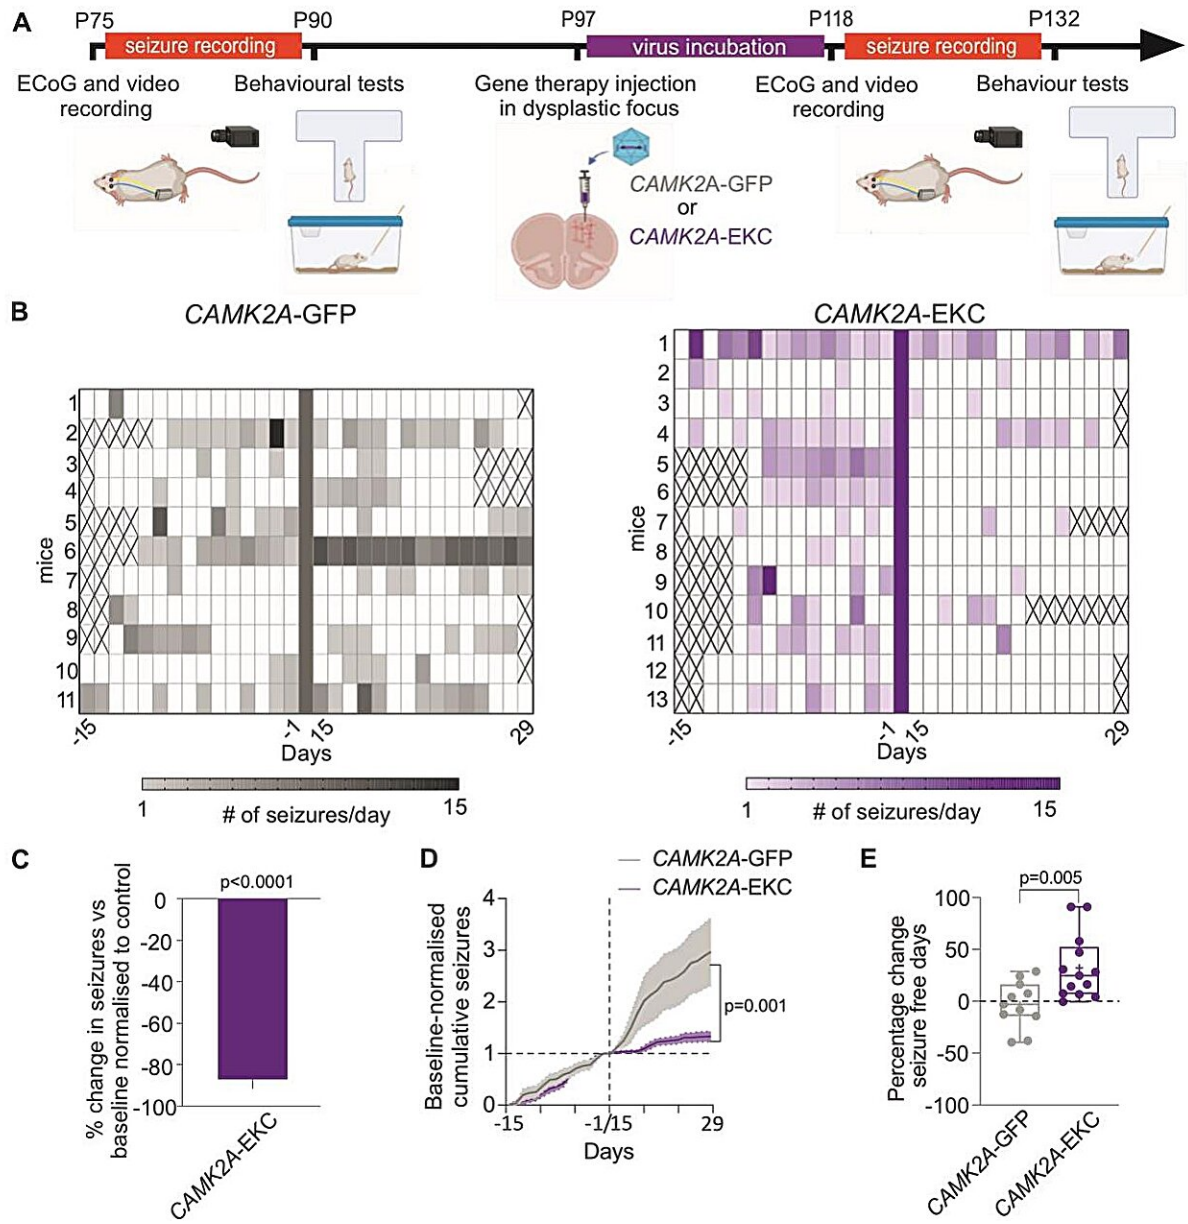 A
P75 P90 P97 P118 P132
seizure recording virus incubation seizure recording
ECoG and video
recording
Behavioural tests
Gene therapy injection
in dysplastic focus
ECoG and video
recording
Behaviour tests
CAMK2A-GFP
or
CAMK2A-EKC
B
CAMK2A-GFP
mice
1
2
3
4
5
6
7
8
9
10
11
-15 -1 15 29
Days
1 15
# of seizures/day
CAMK2A-EKC
mice
1
2
3
4
5
6
7
8
9
10
11
12
13
-15 -1 15 29
Days
1 15
# of seizures/day
C
% change in seizures vs
baseline normalised to control
p<0.0001
0
-20
-40
-60
-80
-100
CAMK2A-EKC
D
CAMK2A-GFP
CAMK2A-EKC
Baseline-normalised
cumulative seizures
4
3
2
1
0
p=0.001
-15 -1/15 29
Days
E
p=0.005
Percentage change
seizure free days
100
50
0
-50
-100
CAMK2A-GFP
CAMK2A-EKC